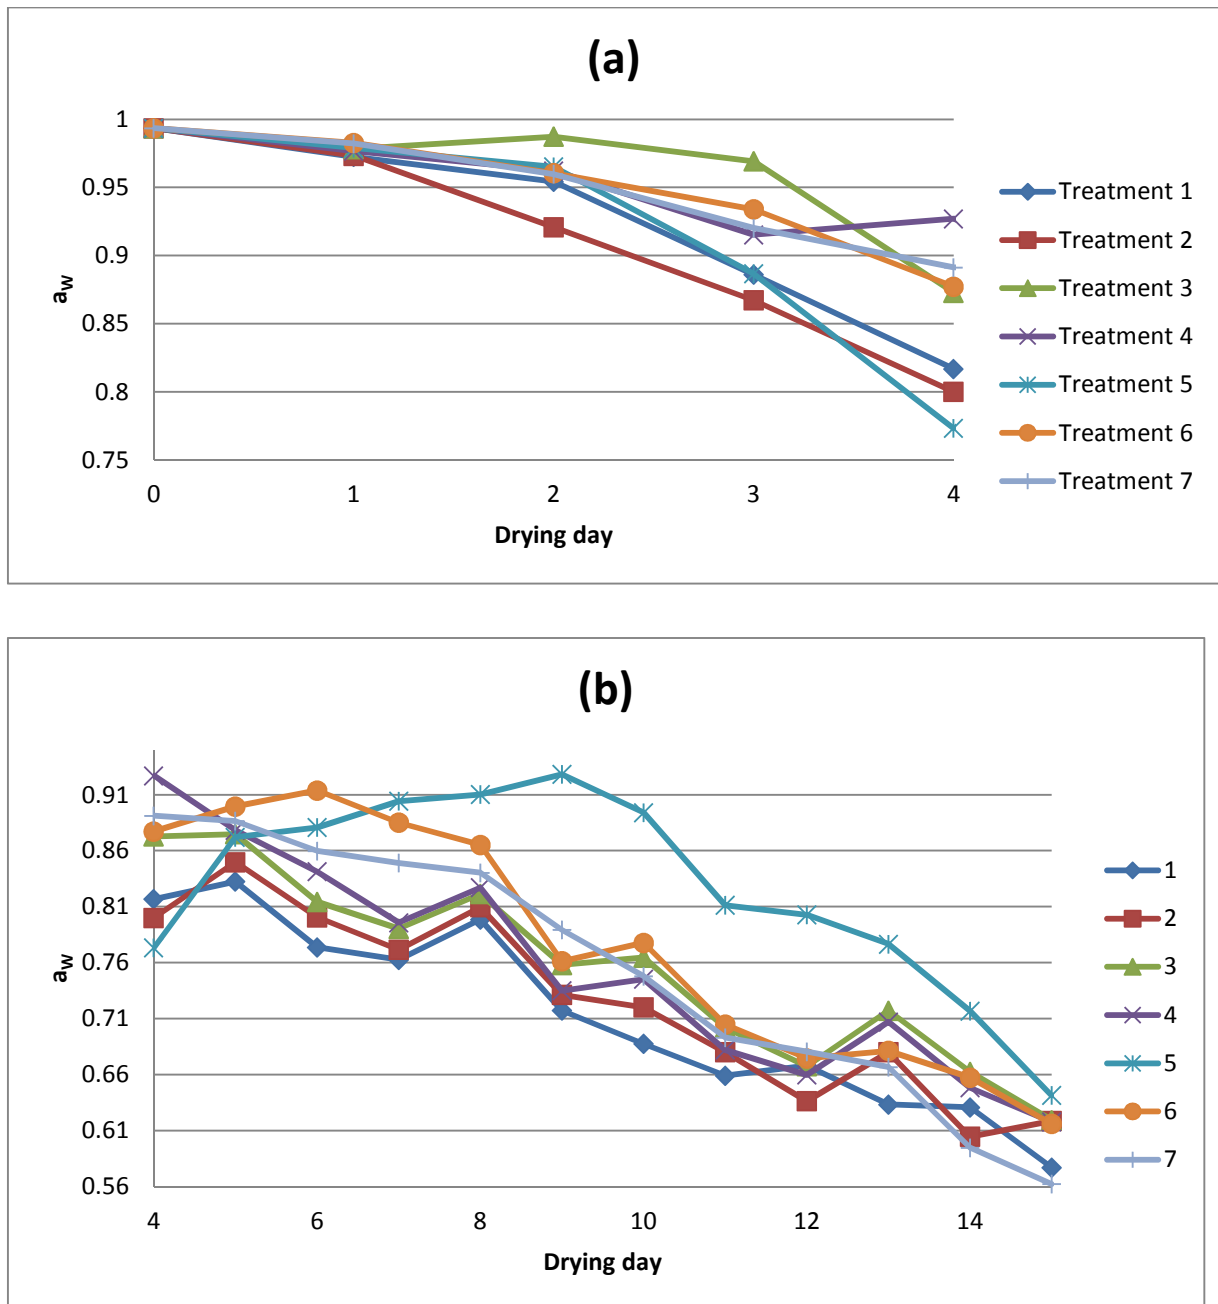 (a)
1
0.95
0.9
0.85
0.8
0.75
a_w
0 1 2 3 4
Drying day
Treatment 1
Treatment 2
Treatment 3
Treatment 4
Treatment 5
Treatment 6
Treatment 7
(b)
0.91
0.86
0.81
0.76
0.71
0.66
0.61
0.56
a_w
4 6 8 10 12 14
Drying day
1
2
3
4
5
6
7